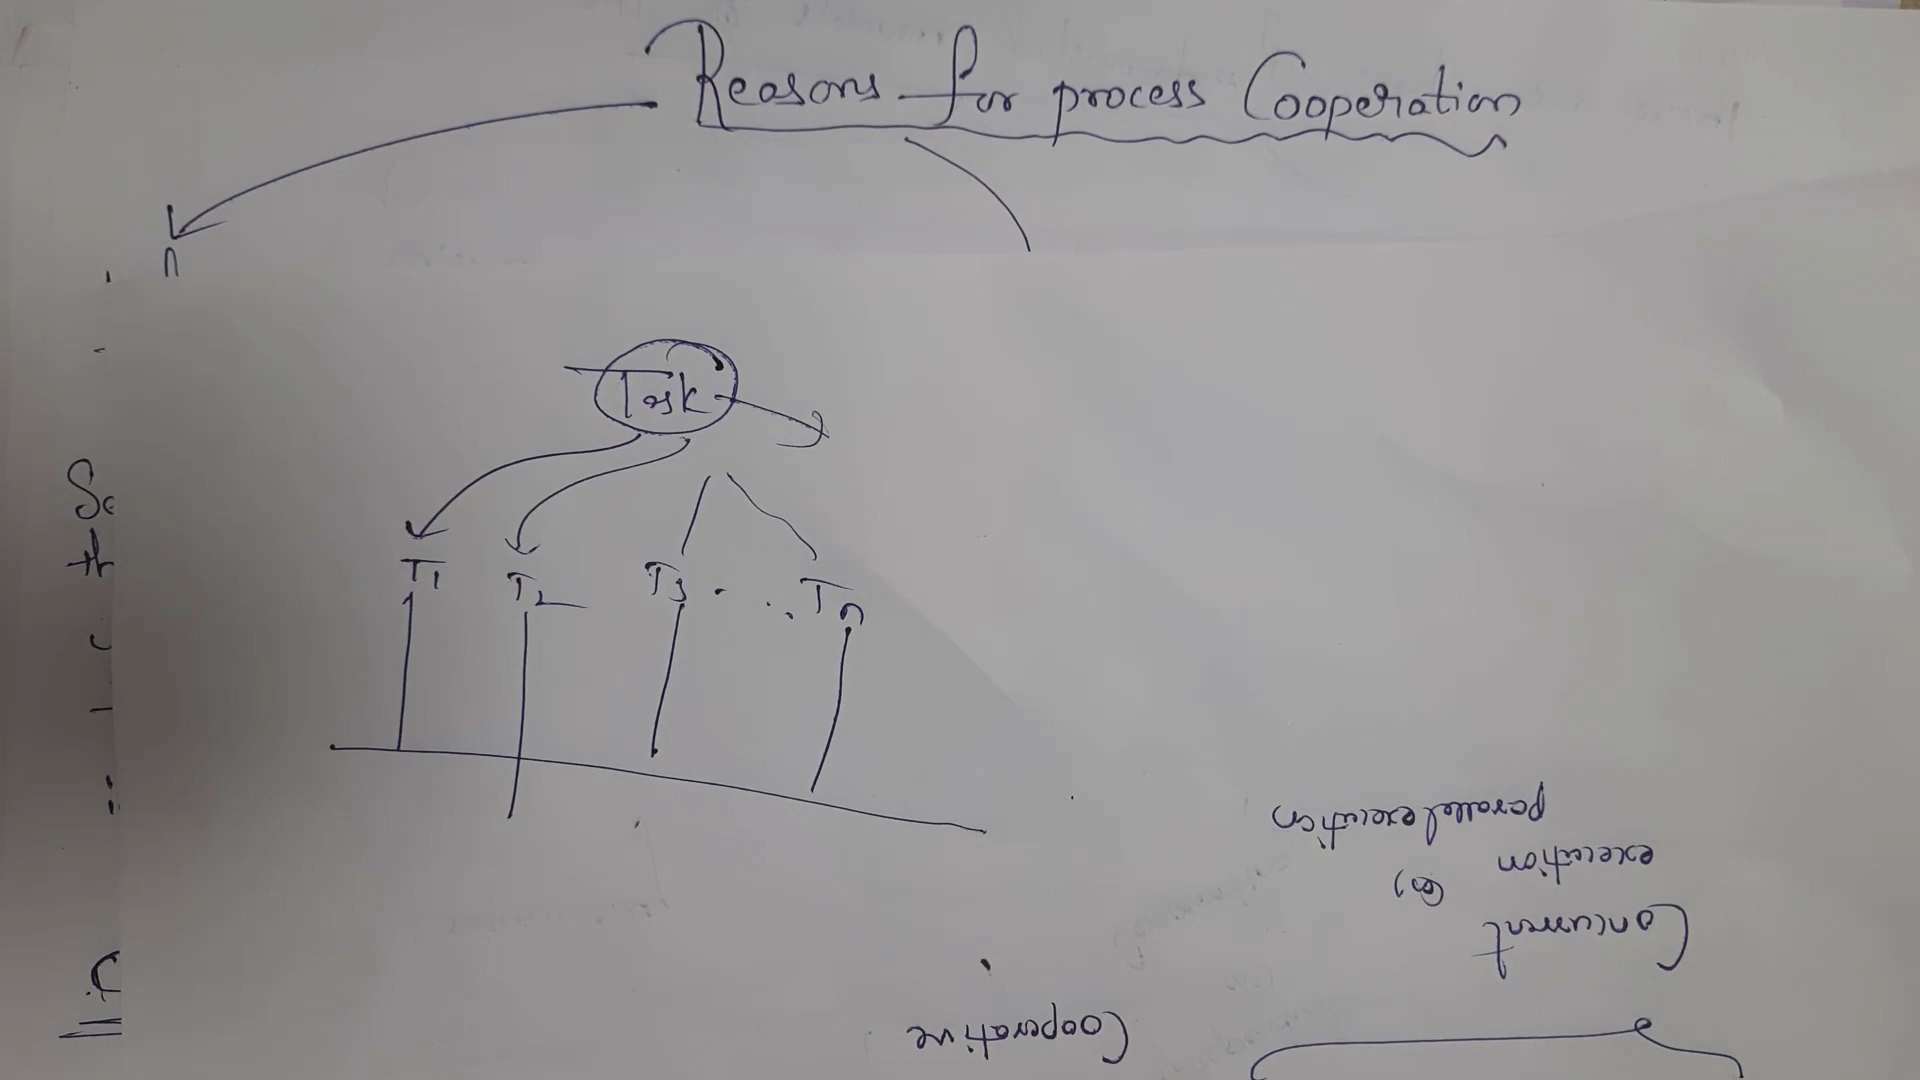 Reasons for process Cooperation
Task
T1 T2 T3 . ... Tn
parallel execution
execution
(or)
Concurrent
Cooperative